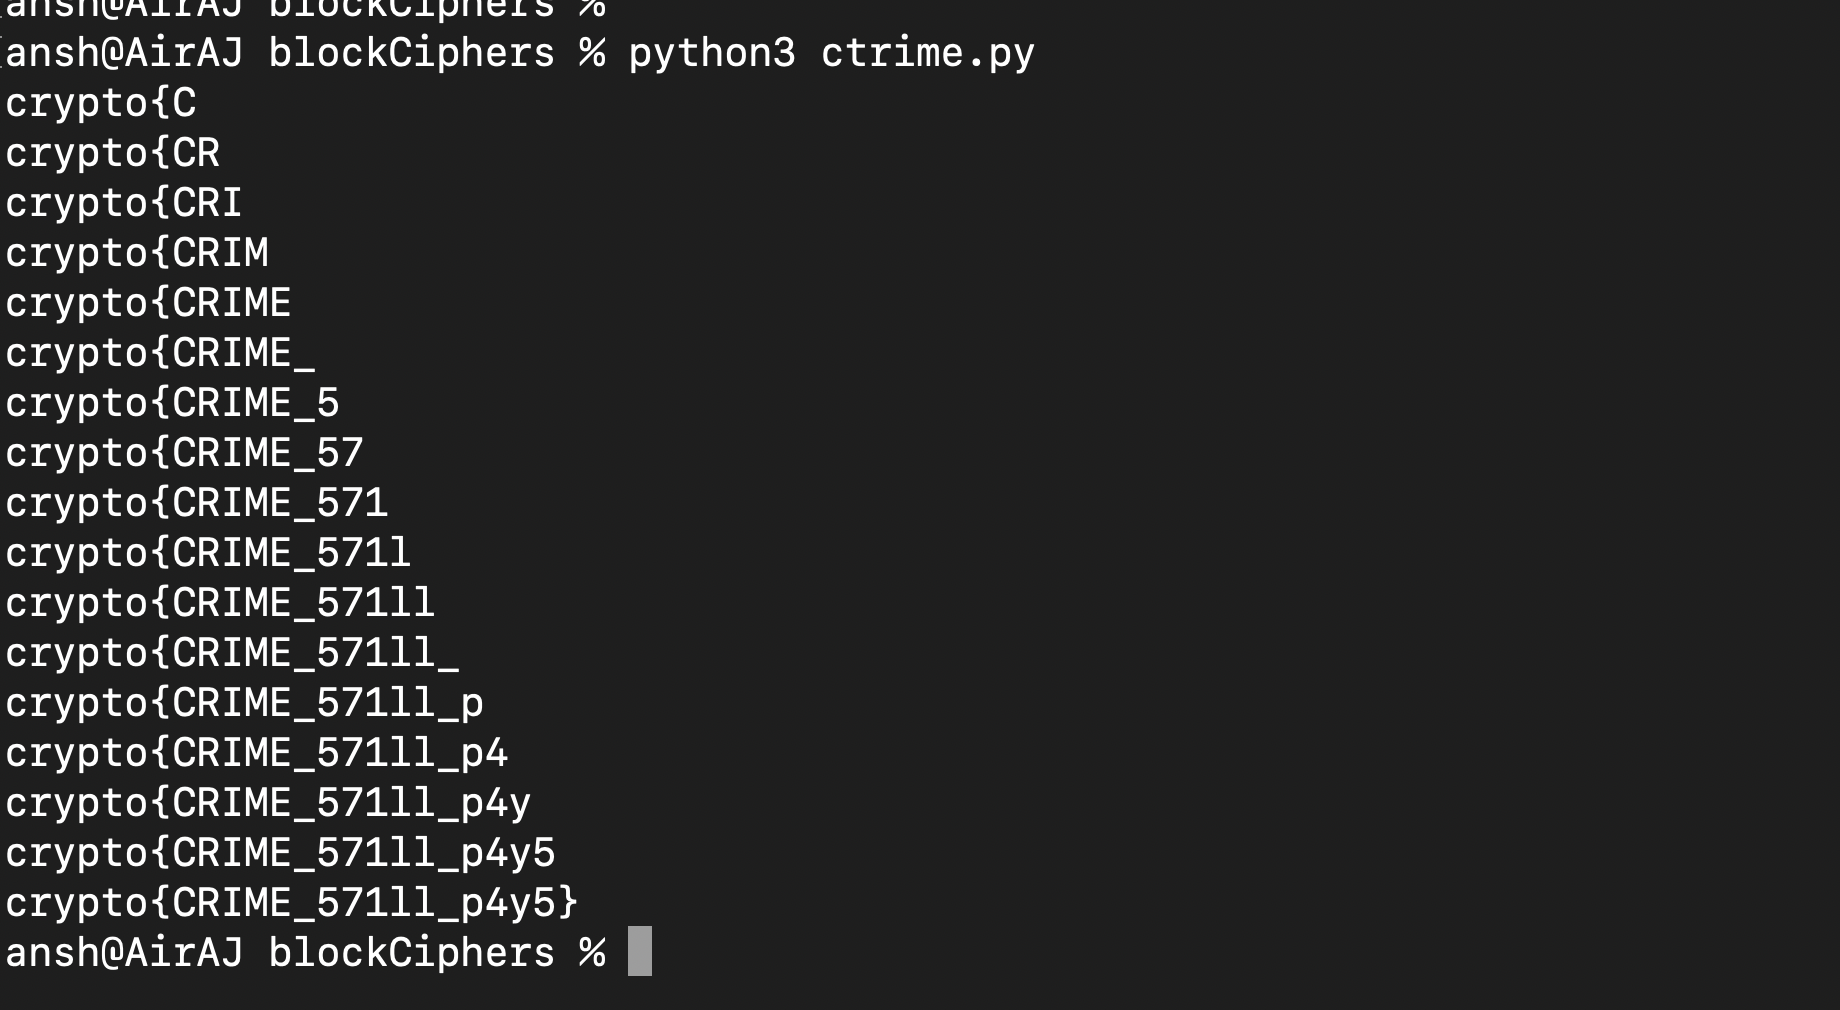 ansh@AirAJ blockCiphers %
ansh@AirAJ blockCiphers % python3 ctrime.py
crypto{C
crypto{CR
crypto{CRI
crypto{CRIM
crypto{CRIME
crypto{CRIME_
crypto{CRIME_5
crypto{CRIME_57
crypto{CRIME_571
crypto{CRIME_571l
crypto{CRIME_571ll
crypto{CRIME_571ll_
crypto{CRIME_571ll_p
crypto{CRIME_571ll_p4
crypto{CRIME_571ll_p4y
crypto{CRIME_571ll_p4y5
crypto{CRIME_571ll_p4y5}
ansh@AirAJ blockCiphers %